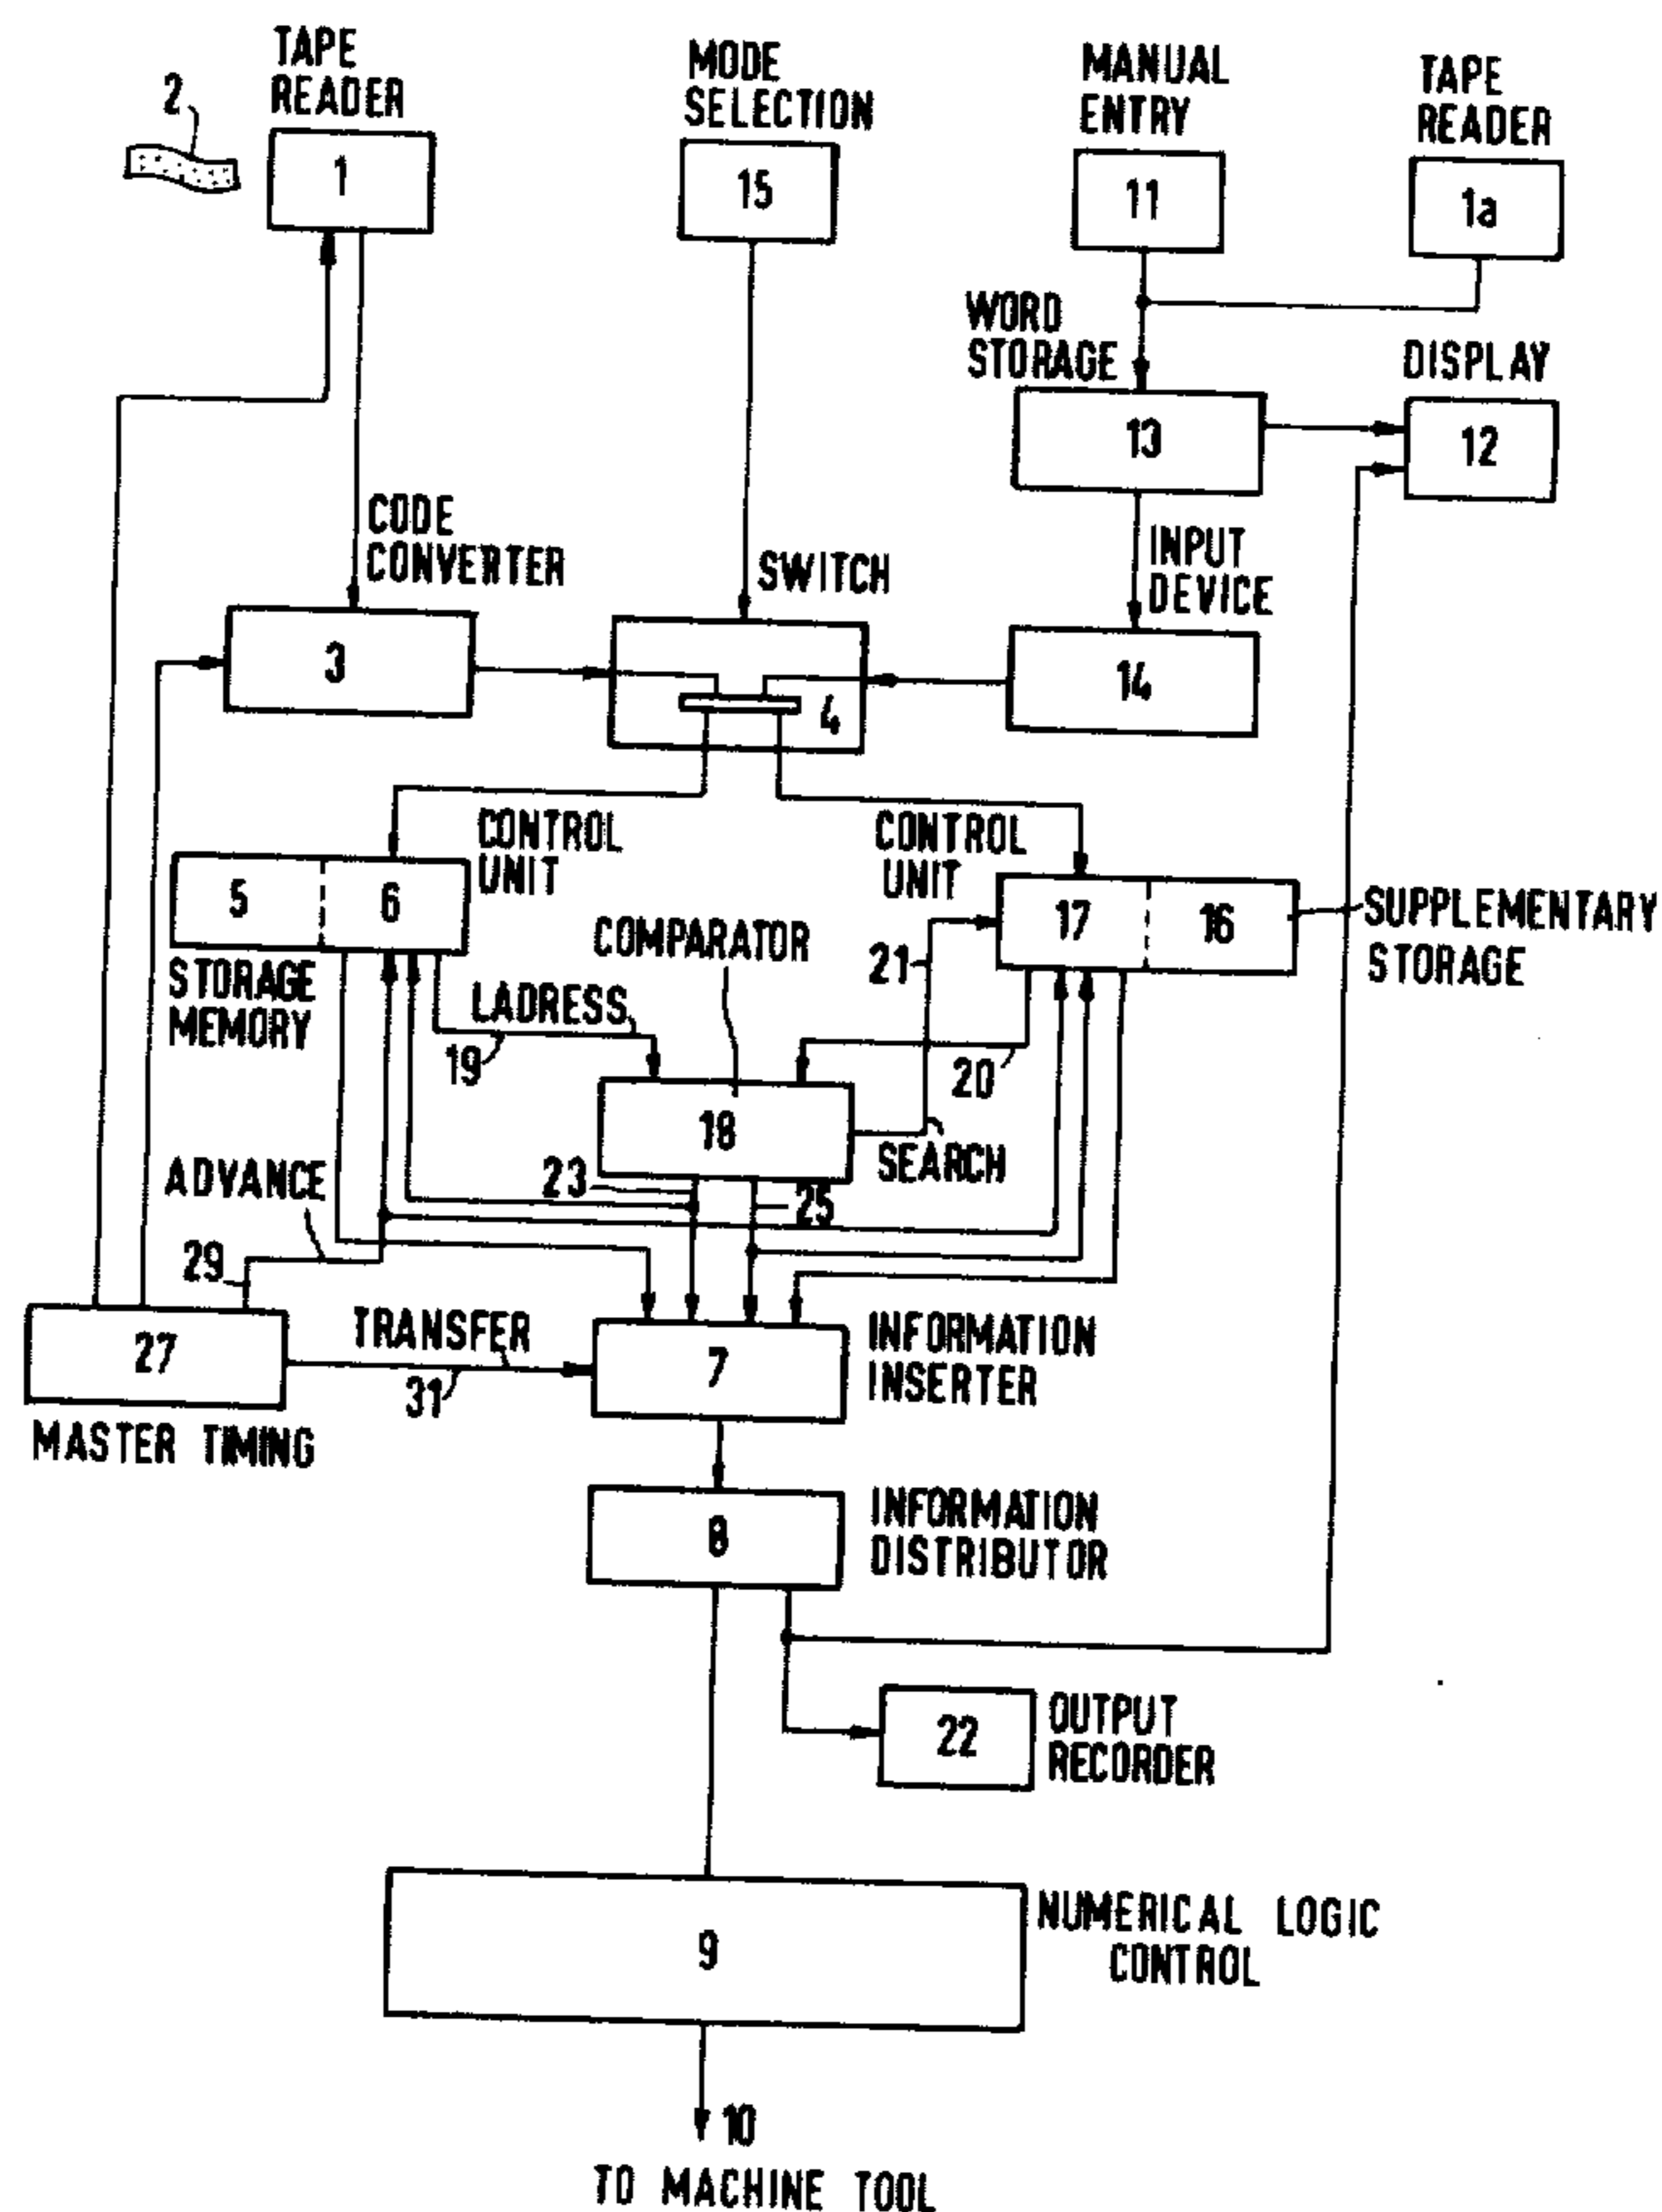 TAPE
READER
2
1
MODE
SELECTION
15
MANUAL
ENTRY
11
TAPE
READER
1a
WORD
STORAGE
13
DISPLAY
12
CODE
CONVERTER
3
SWITCH
4
INPUT
DEVICE
14
CONTROL
UNIT
5
6
STORAGE
MEMORY
CONTROL
UNIT
17
16
SUPPLEMENTARY
STORAGE
COMPARATOR
21
LADRESS
19
20
18
SEARCH
23
25
ADVANCE
29
27
MASTER TIMING
TRANSFER
31
7
INFORMATION
INSERTER
8
INFORMATION
DISTRIBUTOR
22
OUTPUT
RECORDER
9
NUMERICAL LOGIC
CONTROL
10
TO MACHINE TOOL